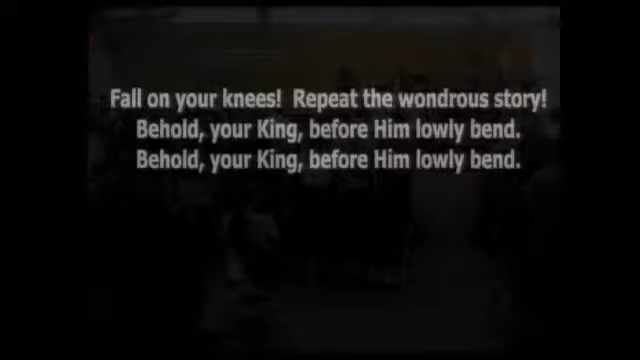 Fall on your knees!  Repeat the wondrous story!
Behold, your King, before Him lowly bend.
Behold, your King, before Him lowly bend.